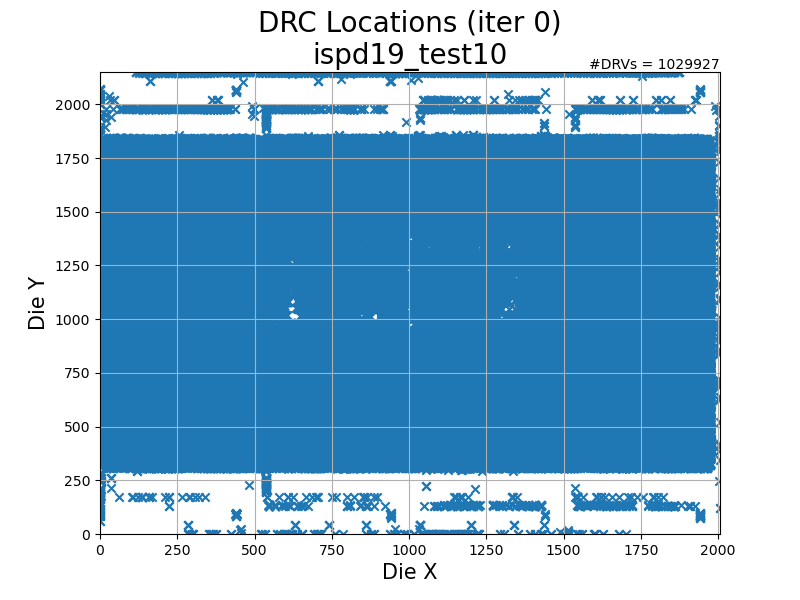 DRC Locations (iter 0)
ispd19_test10
#DRVs = 1029927
2000
1750
1500
1250
1000
750
500
250
0
Die Y
0 250 500 750 1000 1250 1500 1750 2000
Die X